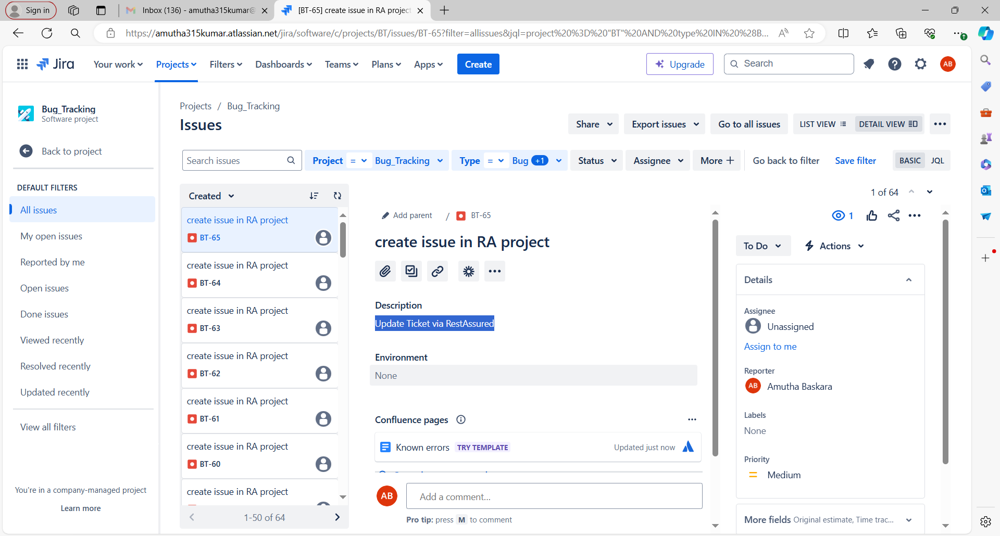 Sign in
Inbox (136) - amutha315kumar@
[BT-65] create issue in RA project
https://amutha315kumar.atlassian.net/jira/software/c/projects/BT/issues/BT-65?filter=allissues&jql=project%20%3D%20"BT"%20AND%20type%20IN%20%28B...
Jira
Your work
Projects
Filters
Dashboards
Teams
Plans
Apps
Create
Upgrade
Search
AB
Bug_Tracking
Software project
Back to project
DEFAULT FILTERS
All issues
My open issues
Reported by me
Open issues
Done issues
Viewed recently
Resolved recently
Updated recently
View all filters
You're in a company-managed project
Learn more
Projects / Bug_Tracking
Issues
Share
Export issues
Go to all issues
LIST VIEW
DETAIL VIEW
Search issues
Project = Bug_Tracking
Type = Bug +1
Status
Assignee
More +
Go back to filter
Save filter
BASIC
JQL
Created
create issue in RA project
BT-65
create issue in RA project
BT-64
create issue in RA project
BT-63
create issue in RA project
BT-62
create issue in RA project
BT-61
create issue in RA project
BT-60
create issue in RA project
1-50 of 64
1 of 64
Add parent / BT-65
1
create issue in RA project
Description
Update Ticket via RestAssured
Environment
None
Confluence pages
Known errors TRY TEMPLATE Updated just now
AB
Add a comment...
Pro tip: press M to comment
To Do
Actions
Details
Assignee
Unassigned
Assign to me
Reporter
AB Amutha Baskara
Labels
None
Priority
Medium
More fields Original estimate, Time trac...